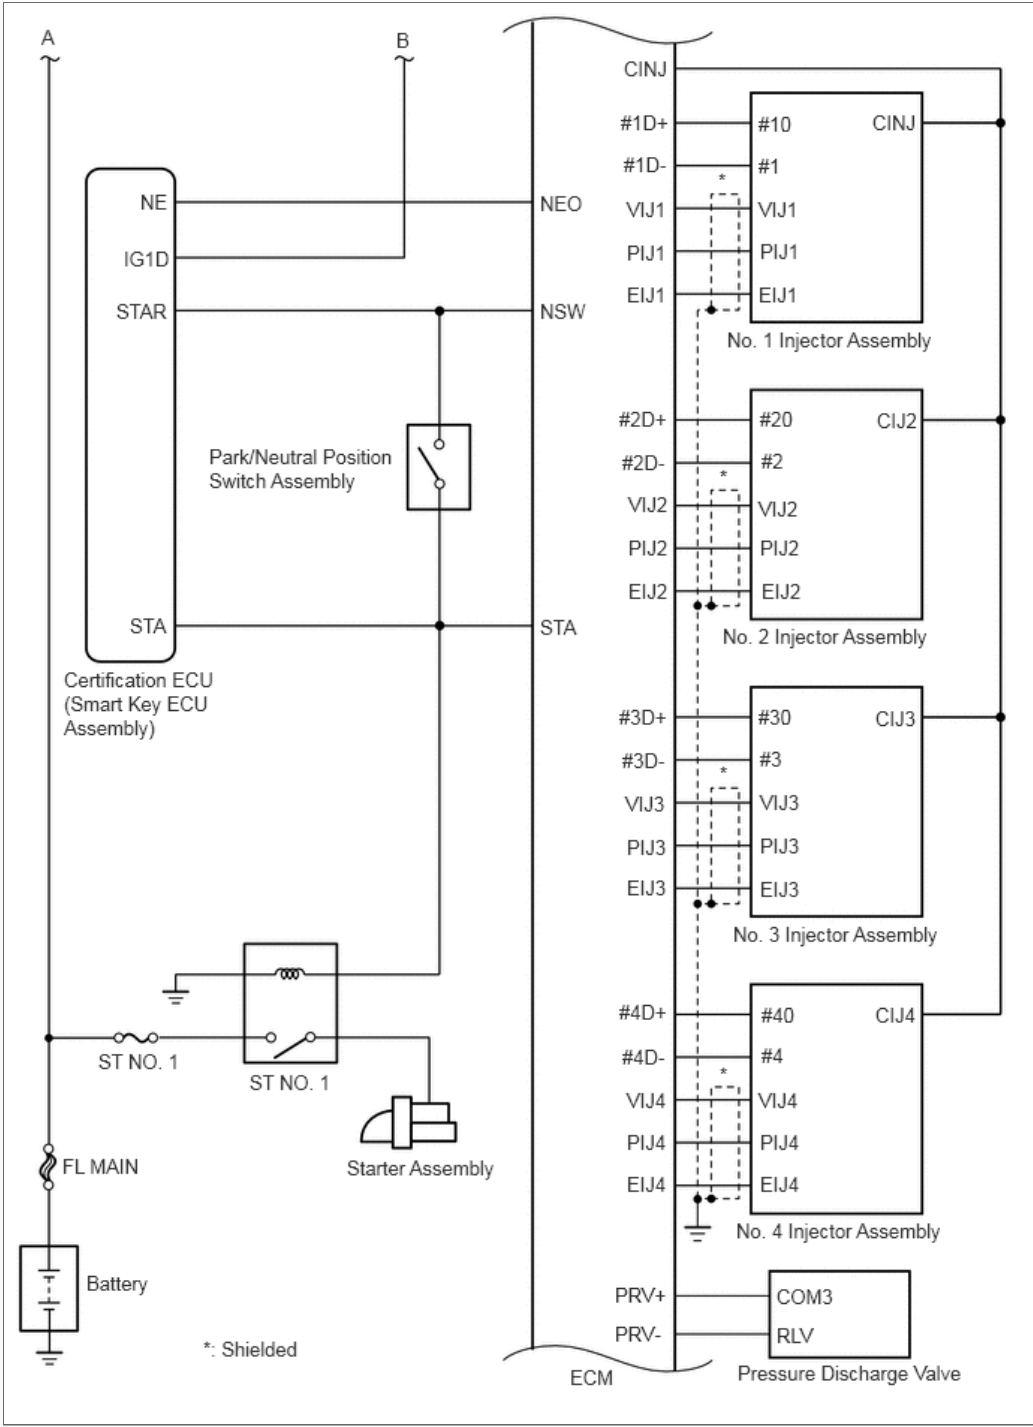 A
B
NE
IG1D
STAR
STA
Certification ECU
(Smart Key ECU
Assembly)
Park/Neutral Position
Switch Assembly
ST NO. 1
ST NO. 1
Starter Assembly
FL MAIN
Battery
*: Shielded
NEO
NSW
STA
ECM
CINJ
#1D+
#1D-
VIJ1
PIJ1
EIJ1
*
#10
CINJ
#1
VIJ1
PIJ1
EIJ1
No. 1 Injector Assembly
#2D+
#2D-
VIJ2
PIJ2
EIJ2
*
#20
CIJ2
#2
VIJ2
PIJ2
EIJ2
No. 2 Injector Assembly
#3D+
#3D-
VIJ3
PIJ3
EIJ3
*
#30
CIJ3
#3
VIJ3
PIJ3
EIJ3
No. 3 Injector Assembly
#4D+
#4D-
VIJ4
PIJ4
EIJ4
*
#40
CIJ4
#4
VIJ4
PIJ4
EIJ4
No. 4 Injector Assembly
PRV+
PRV-
COM3
RLV
Pressure Discharge Valve